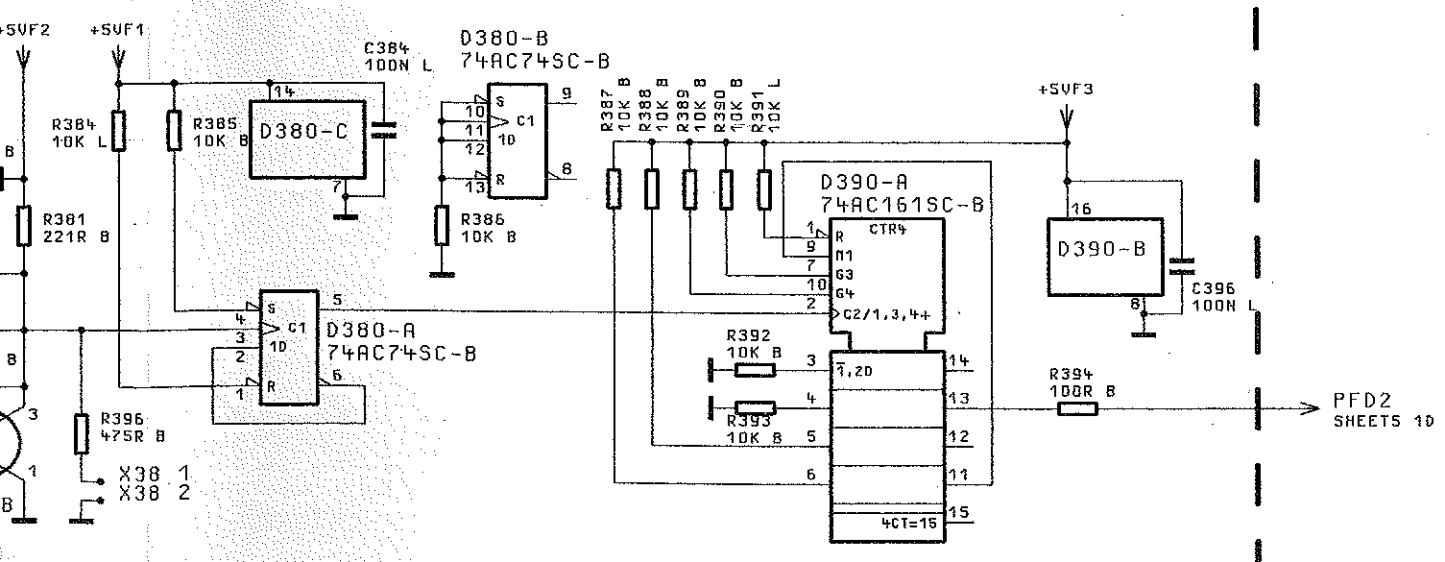 +5VF2
+5VF1
C384
100N L
D380-B
74AC74SC-B
R387
10K B
R388
10K B
R389
10K B
R390
10K B
R391
10K L
+5VF3
R384
10K L
R385
10K B
14
D380-C
7
S
10
11
C1
12
1D
13
R
9
8
B
R381
221R B
R386
10K B
D390-A
74AC161SC-B
CTR4
1
R
9
M1
7
G3
10
G4
2
C2/1,3,4+
16
D390-B
8
C396
100N L
4
S
3
C1
2
1D
1
R
5
6
D380-A
74AC74SC-B
B
R392
10K B
3
1,2D
14
R393
10K B
4
13
5
12
6
11
15
4CT=15
R394
100R B
PFD2
SHEETS 1D
3
1
B
R396
475R B
X38 1
X38 2